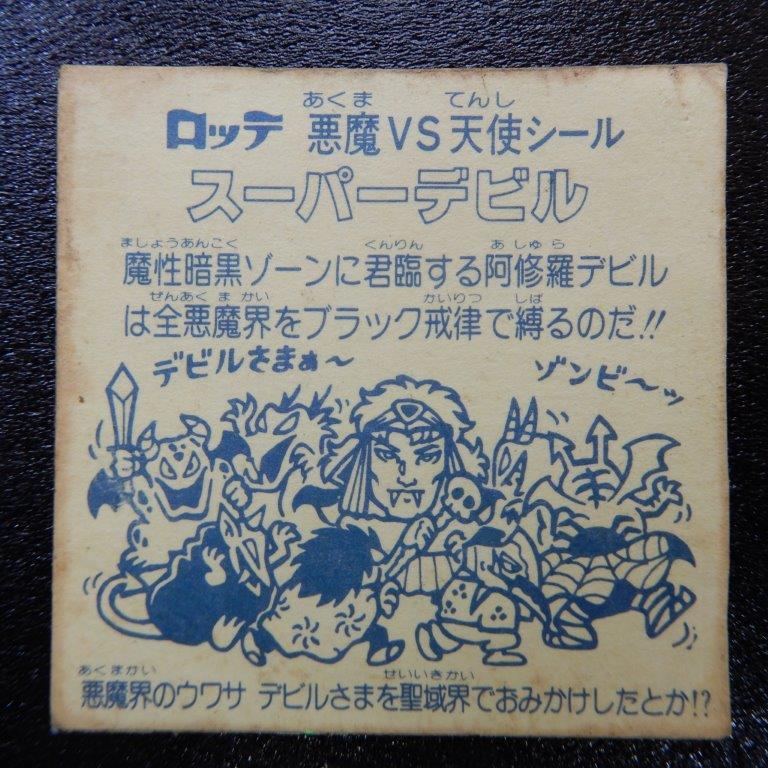 あくま てんし
ロッテ 悪魔VS天使シール
スーパーデビル
ましょうあんこく くんりん あしゅら
魔性暗黒ゾーンに君臨する阿修羅デビル
ぜんあくまかい かいりつ しば
は全悪魔界をブラック戒律で縛るのだ!!
デビルさまぁ〜
ゾンビ〜ッ
あくまかい せいいきかい
悪魔界のウワサ デビルさまを聖域界でおみかけしたとか!?